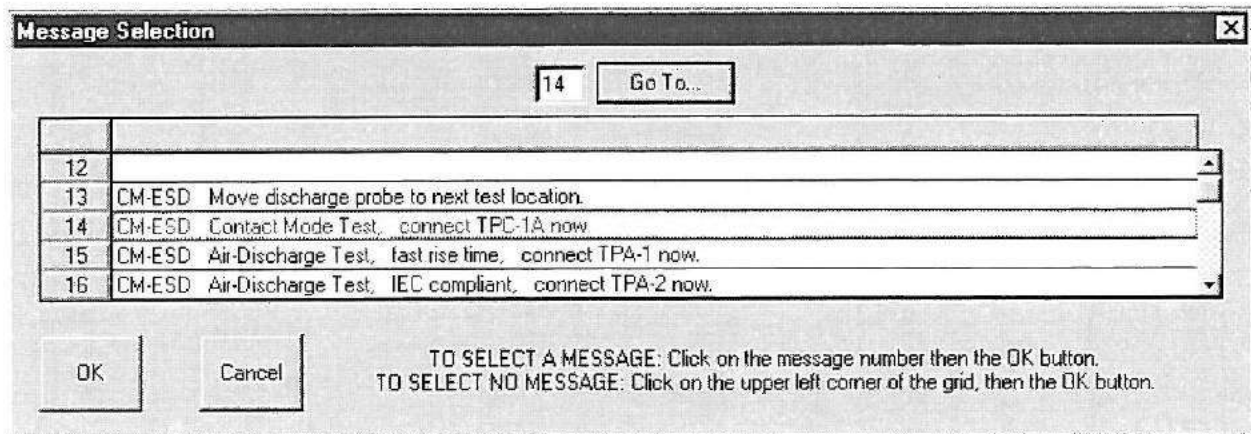 Message Selection
14 Go To...
12
13 CM-ESD Move discharge probe to next test location.
14 CM-ESD Contact Mode Test, connect TPC-1A now
15 CM-ESD Air-Discharge Test, fast rise time, connect TPA-1 now.
16 CM-ESD Air-Discharge Test, IEC compliant, connect TPA-2 now.
OK
Cancel
TO SELECT A MESSAGE: Click on the message number then the OK button.
TO SELECT NO MESSAGE: Click on the upper left corner of the grid, then the OK button.